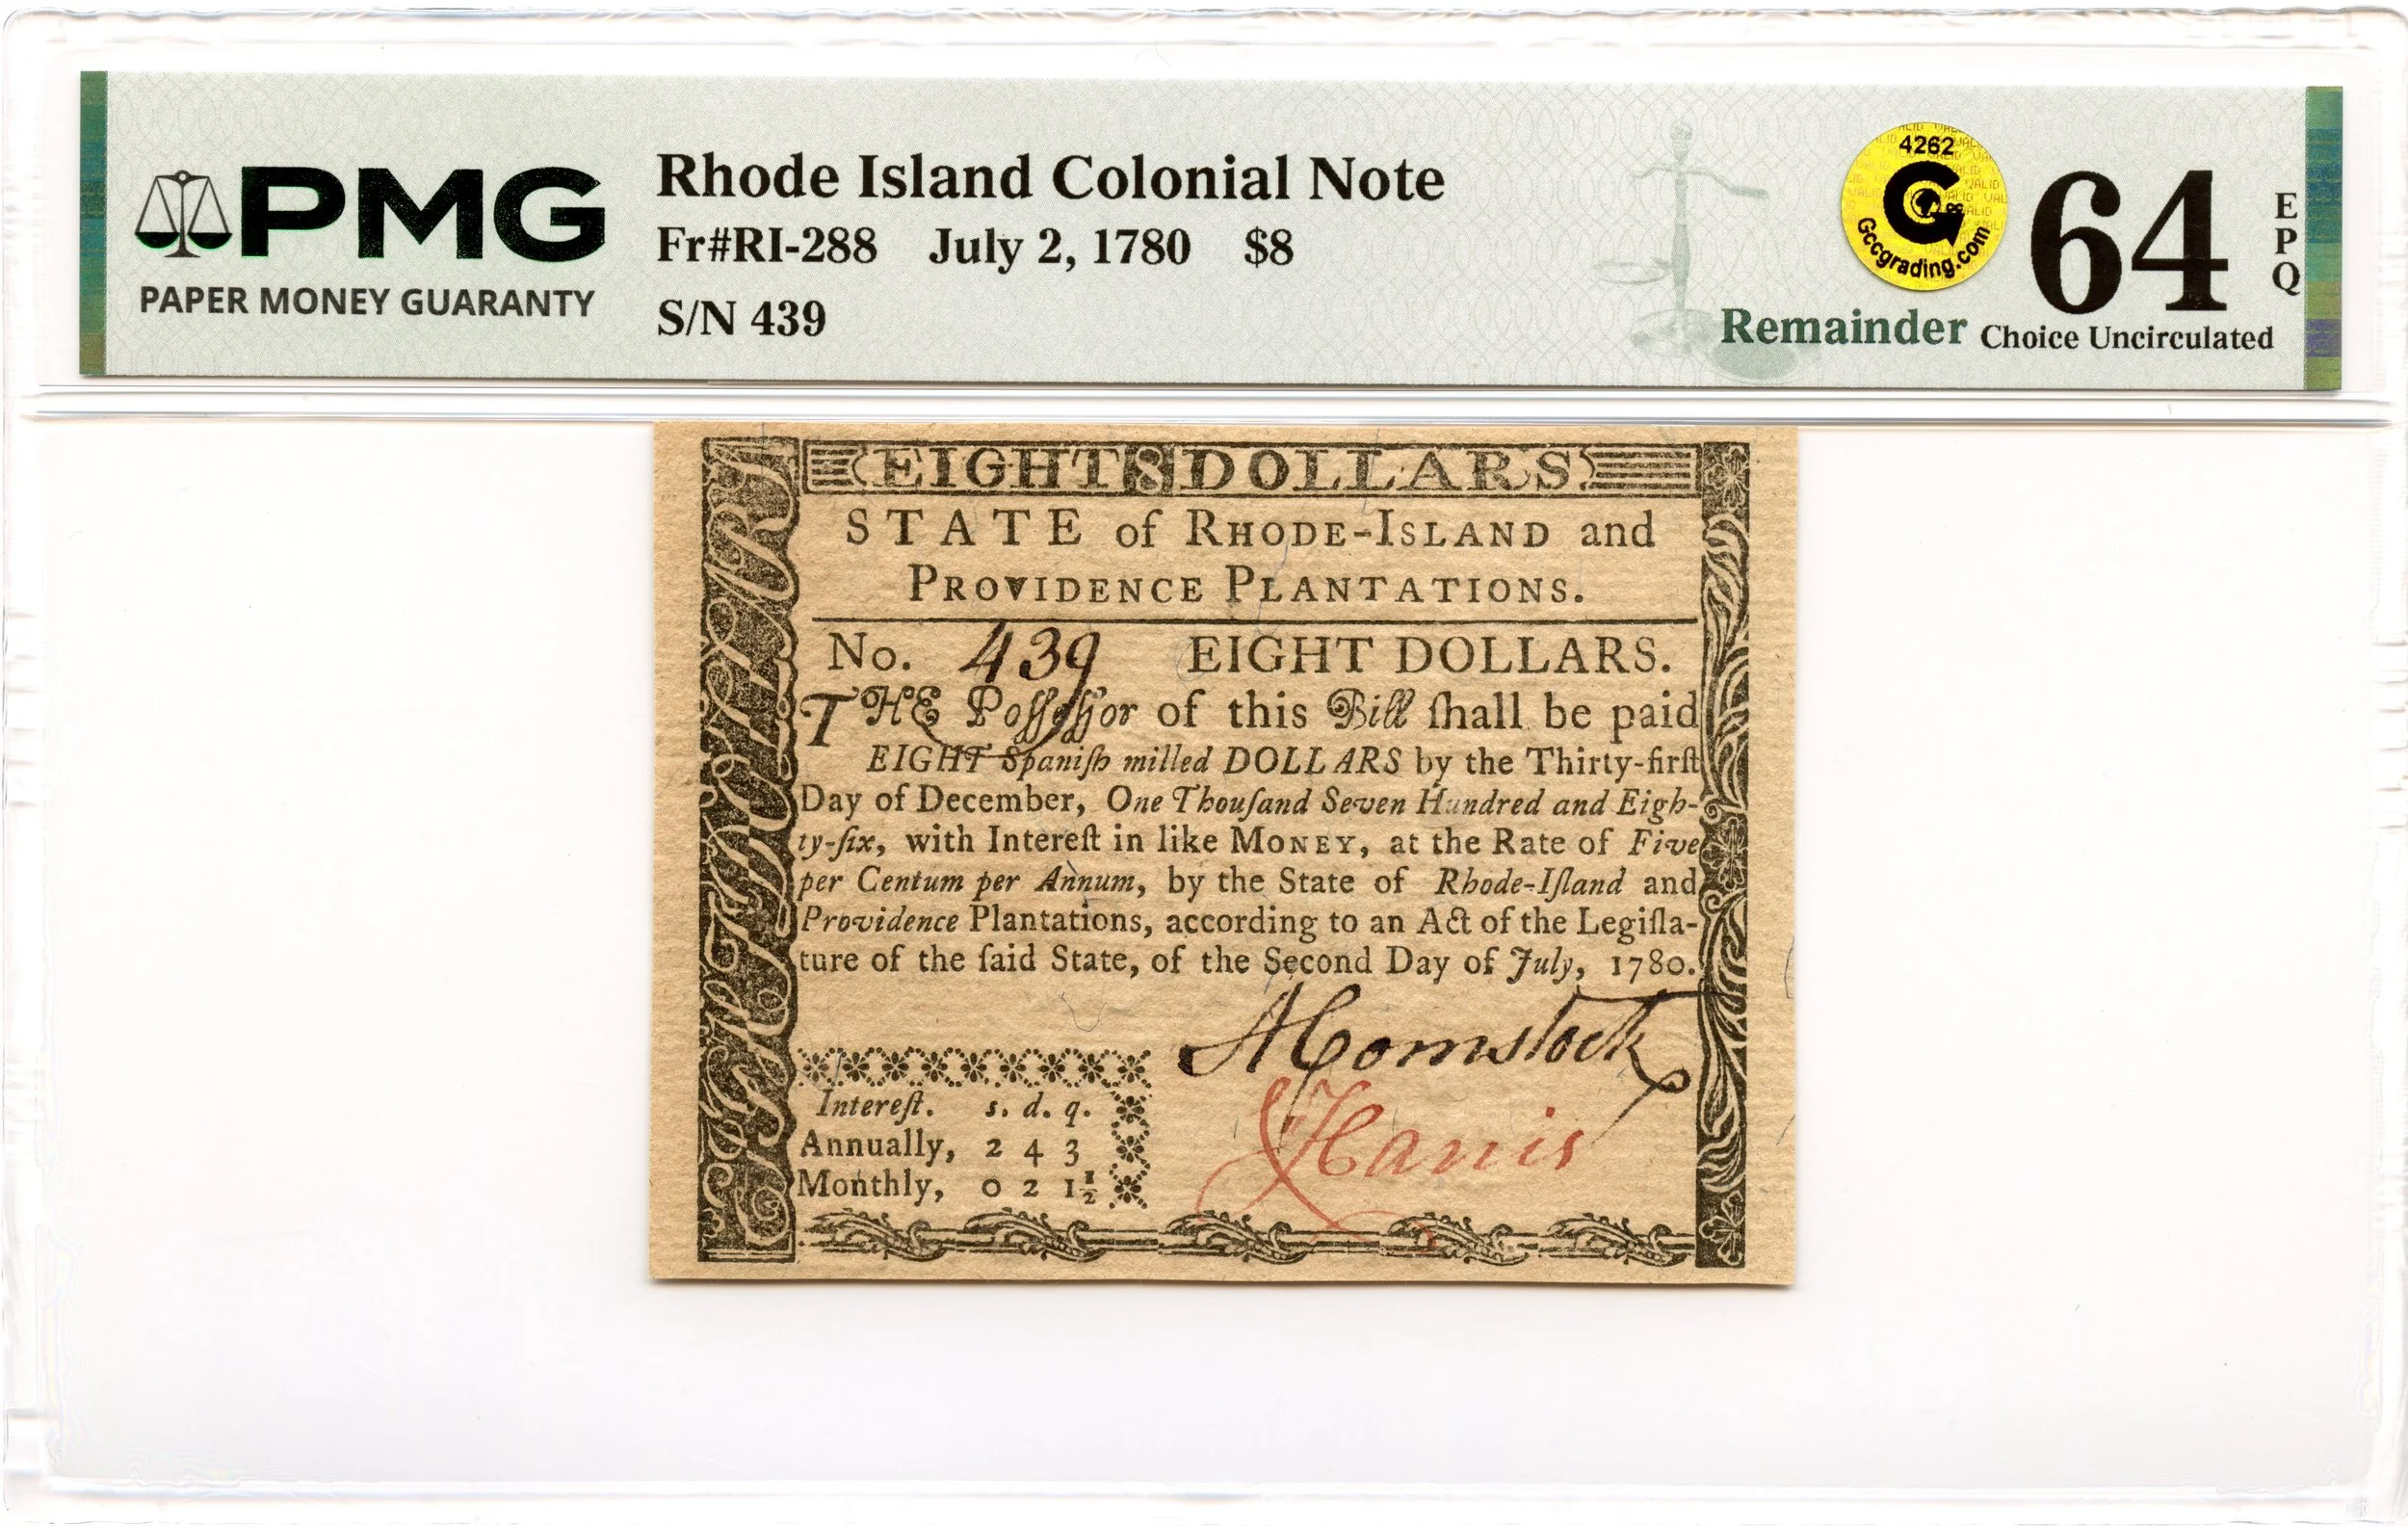 PMG
PAPER MONEY GUARANTY
Rhode Island Colonial Note
Fr#RI-288 July 2, 1780 $8
S/N 439
4262
Gccgrading.com
Remainder
64
EPQ
Choice Uncirculated
EIGHT 8 DOLLARS
STATE of RHODE-ISLAND and
PROVIDENCE PLANTATIONS.
No. 439 EIGHT DOLLARS.
THE Poſſeſſor of this Bill ſhall be paid
EIGHT Spaniſh milled DOLLARS by the Thirty-firſt
Day of December, One Thouſand Seven Hundred and Eigh-
ty-ſix, with Intereſt in like MONEY, at the Rate of Five
per Centum per Annum, by the State of Rhode-Iſland and
Providence Plantations, according to an Act of the Legiſla-
ture of the ſaid State, of the Second Day of July, 1780.
AComstock
Intereſt. s. d. q.
Annually, 2 4 3
Monthly, 0 2 1½
Harris